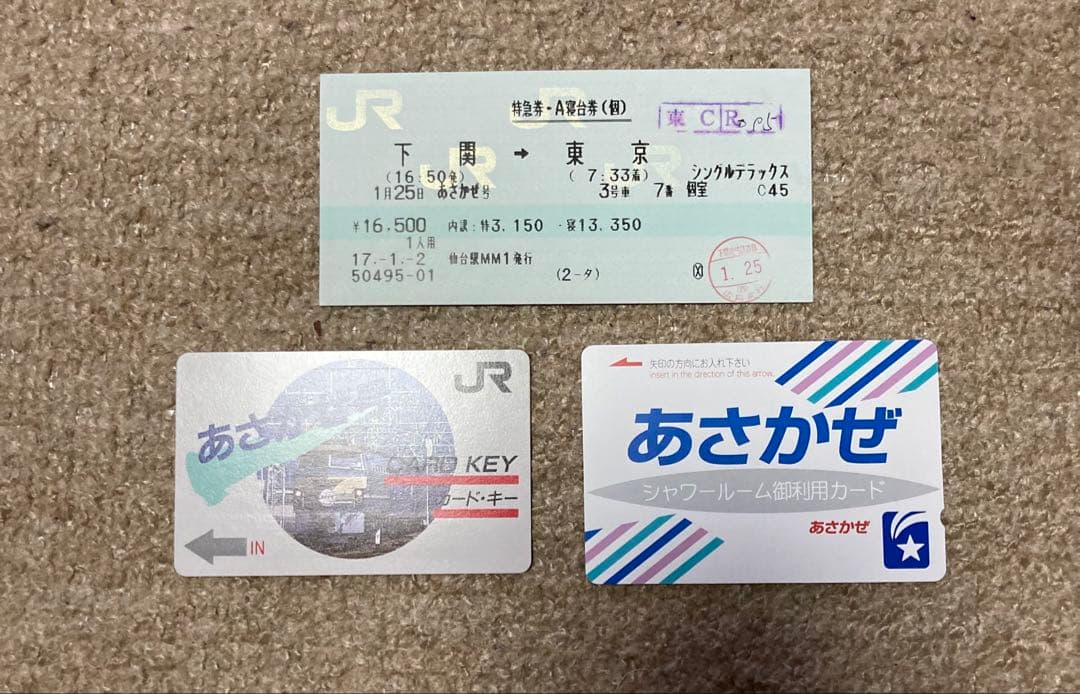 JR
特急券・A寝台券(個)
東 C R
下 関 → 東 京
(16:50発) ( 7:33着) シングルデラックス
1月25日 あさかぜ号 3号車 7番 個室 C45
¥16,500 内訳:特3,150 ・寝13,350
1人用
17.-1.-2 仙台駅MM1発行
50495-01 (2-タ)
1. 25
JR
あさかぜ
CARD KEY
カード・キー
IN
矢印の方向にお入れ下さい
insert in the direction of this arrow.
あさかぜ
シャワールーム御利用カード
あさかぜ